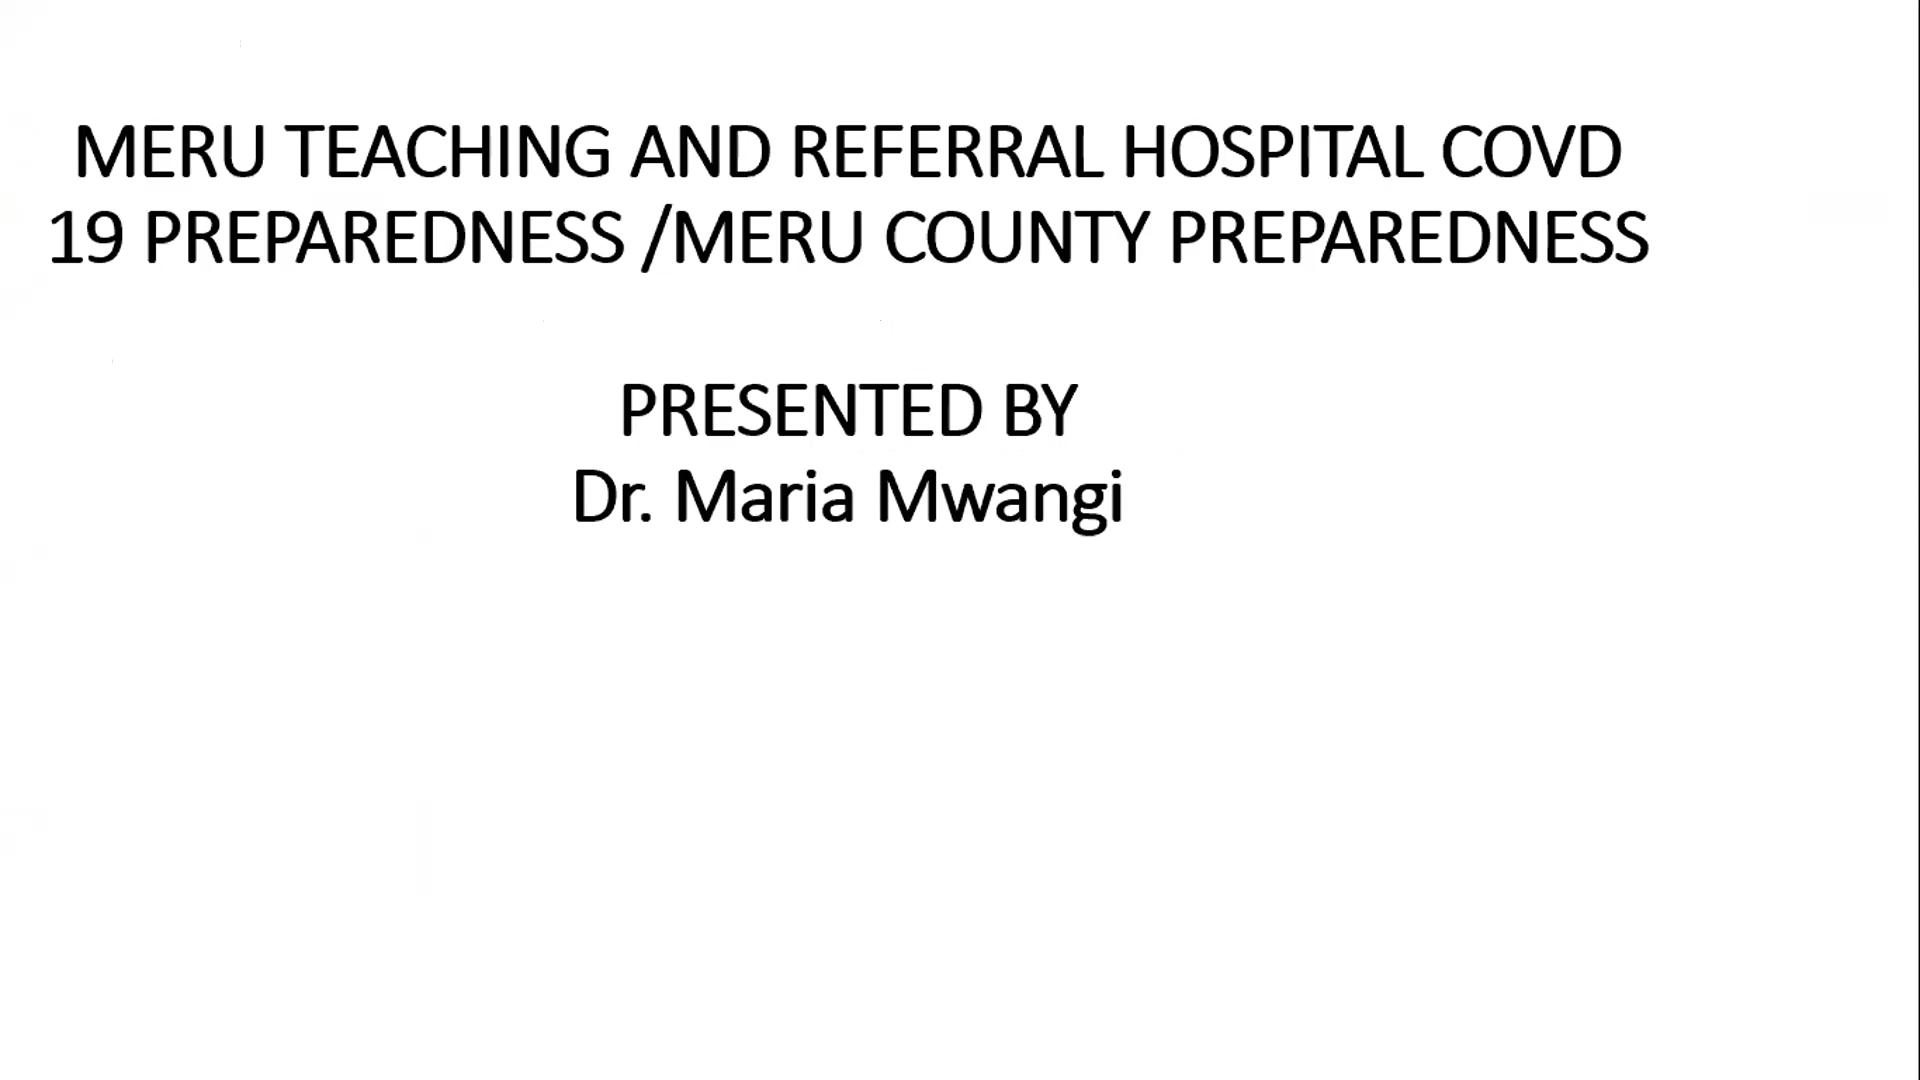 MERU TEACHING AND REFERRAL HOSPITAL COVD
19 PREPAREDNESS /MERU COUNTY PREPAREDNESS
PRESENTED BY
Dr. Maria Mwangi